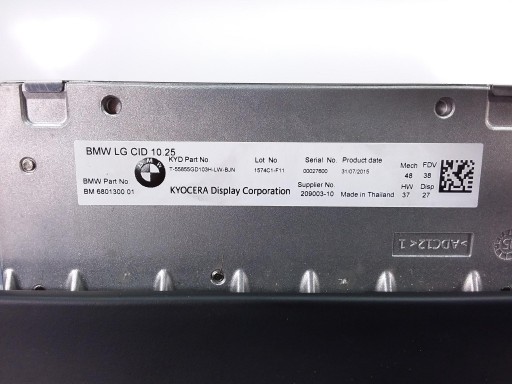 BMW LG CID 10.25
KYD Part No Lot No. Serial No. Product date Mech FDV
T-55855GD103H-LW-BJN 1574C1-F11 00027600 31/07/2015 48 38
BMW Part No Supplier No HW Disp
BM 6801300 01 KYOCERA Display Corporation 209003-10 Made in Thailand 37 27
BMW
>ADC12<1